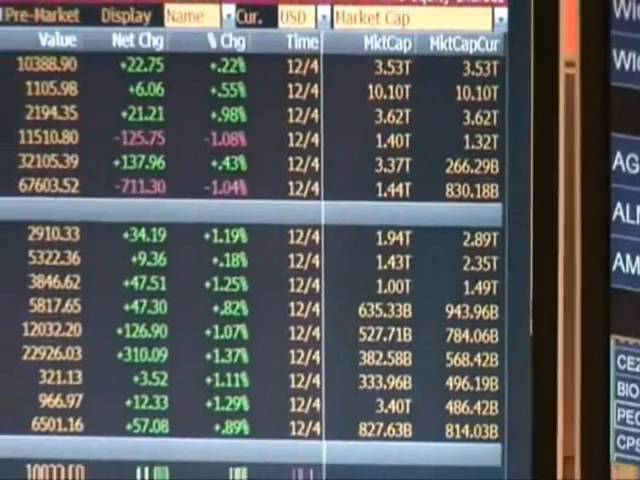 Pre-Market Display Name Cur. USD Market Cap
Value Net Chg % Chg Time MktCap MktCapCur
10388.90 +22.75 +.22% 12/4 3.53T 3.53T
1105.98 +6.06 +.55% 12/4 10.10T 10.10T
2194.35 +21.21 +.98% 12/4 3.62T 3.62T
11510.80 -125.75 -1.08% 12/4 1.40T 1.32T
32105.39 +137.96 +.43% 12/4 3.37T 266.29B
67603.52 -711.30 -1.04% 12/4 1.44T 830.18B
2910.33 +34.19 +1.19% 12/4 1.94T 2.89T
5322.36 +9.36 +.18% 12/4 1.43T 2.35T
3846.62 +47.51 +1.25% 12/4 1.00T 1.49T
5817.65 +47.30 +.82% 12/4 635.33B 943.96B
12032.20 +126.90 +1.07% 12/4 527.71B 784.06B
22926.03 +310.09 +1.37% 12/4 382.58B 568.42B
321.13 +3.52 +1.11% 12/4 333.96B 496.19B
966.97 +12.33 +1.29% 12/4 3.40T 486.42B
6501.16 +57.08 +.89% 12/4 827.63B 814.03B
WIG
AG
AL
AM
CEZ
BIO
PEO
CPS